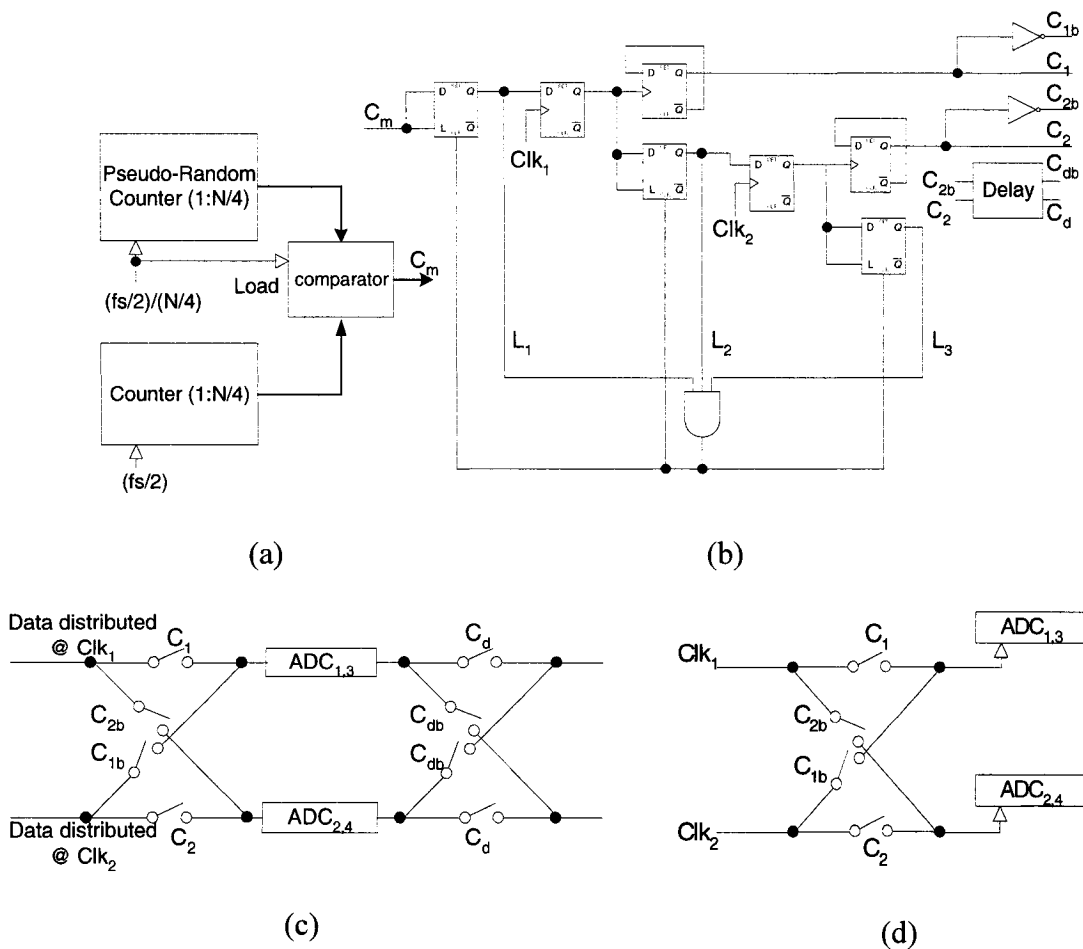 Pseudo-Random
Counter (1:N/4)
(fs/2)/(N/4)
Load
comparator
C_m
Counter (1:N/4)
(fs/2)
(a)
C_m
D Q
L Q̅
D Q
Q̅
Clk_1
D Q
Q̅
D Q
L Q̅
D Q
Q̅
Clk_2
D Q
Q̅
D Q
L Q̅
C_1b
C_1
C_2b
C_2
C_2b
C_2
Delay
C_db
C_d
L_1
L_2
L_3
(b)
Data distributed
@ Clk_1
C_1
ADC_1,3
C_d
C_2b
C_1b
C_db
C_db
C_2
ADC_2,4
C_d
Data distributed
@ Clk_2
(c)
Clk_1
C_1
ADC_1,3
C_2b
C_1b
Clk_2
C_2
ADC_2,4
(d)